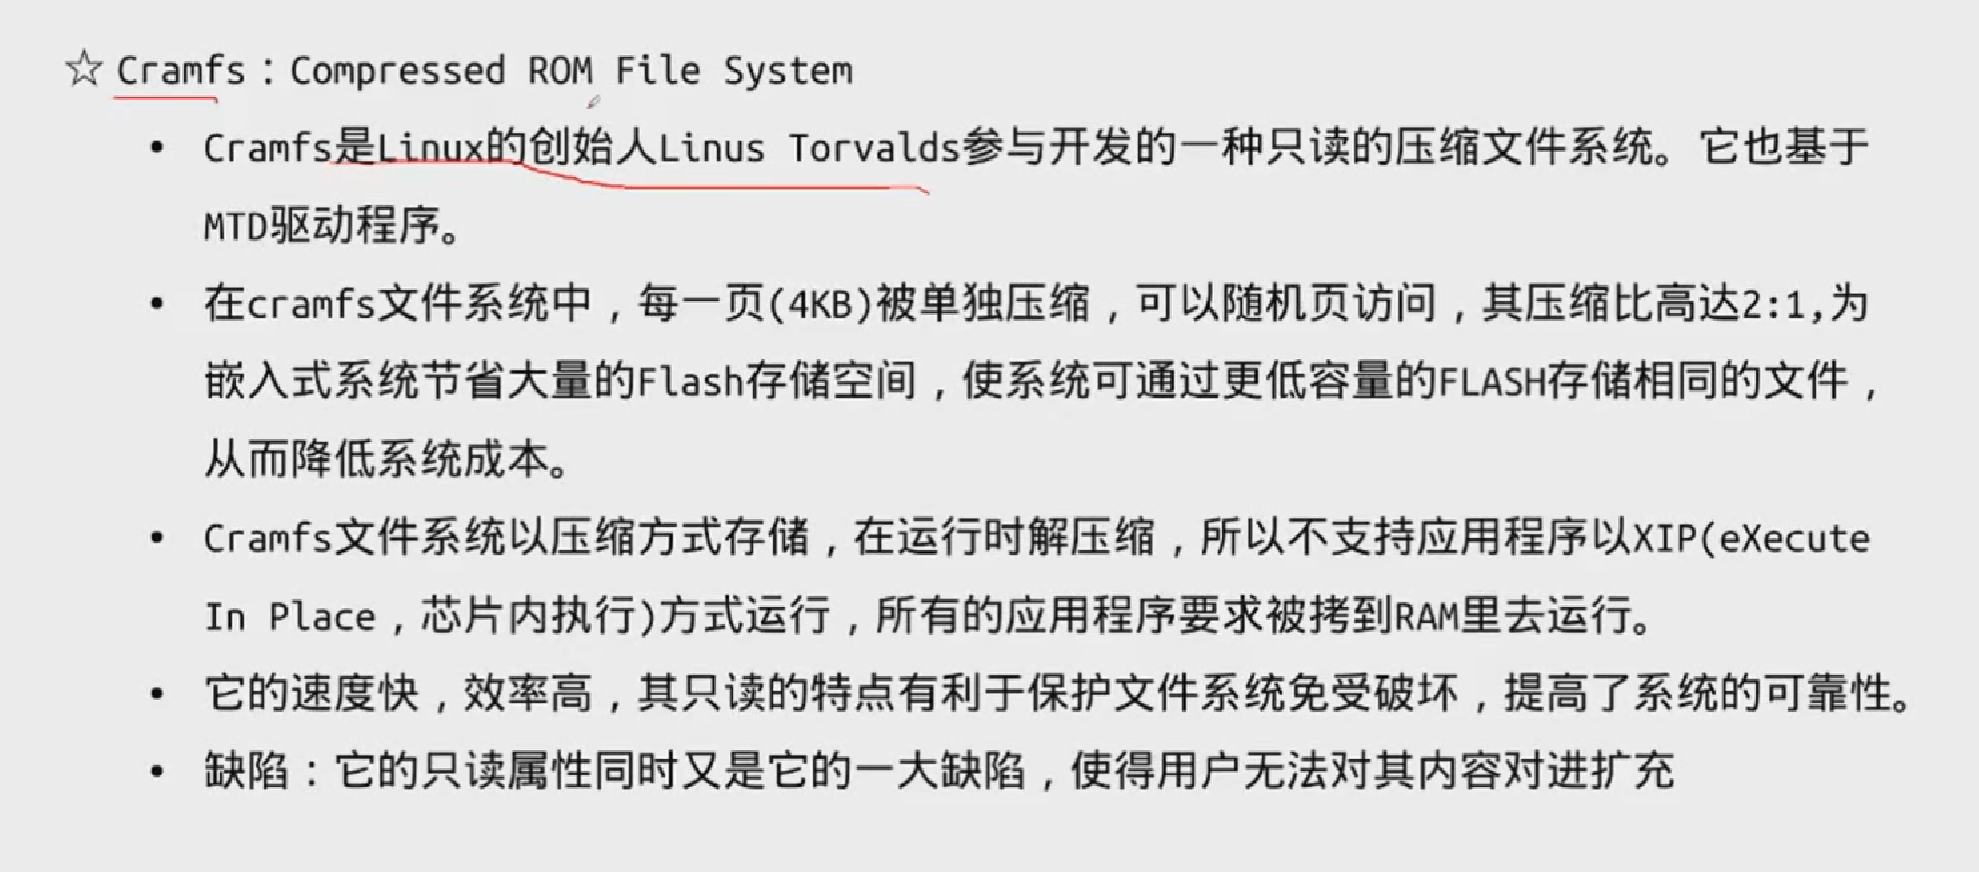 ☆ Cramfs：Compressed ROM File System
• Cramfs是Linux的创始人Linus Torvalds参与开发的一种只读的压缩文件系统。它也基于
MTD驱动程序。
• 在cramfs文件系统中，每一页(4KB)被单独压缩，可以随机页访问，其压缩比高达2:1,为
嵌入式系统节省大量的Flash存储空间，使系统可通过更低容量的FLASH存储相同的文件，
从而降低系统成本。
• Cramfs文件系统以压缩方式存储，在运行时解压缩，所以不支持应用程序以XIP(eXecute
In Place，芯片内执行)方式运行，所有的应用程序要求被拷到RAM里去运行。
• 它的速度快，效率高，其只读的特点有利于保护文件系统免受破坏，提高了系统的可靠性。
• 缺陷：它的只读属性同时又是它的一大缺陷，使得用户无法对其内容对进扩充